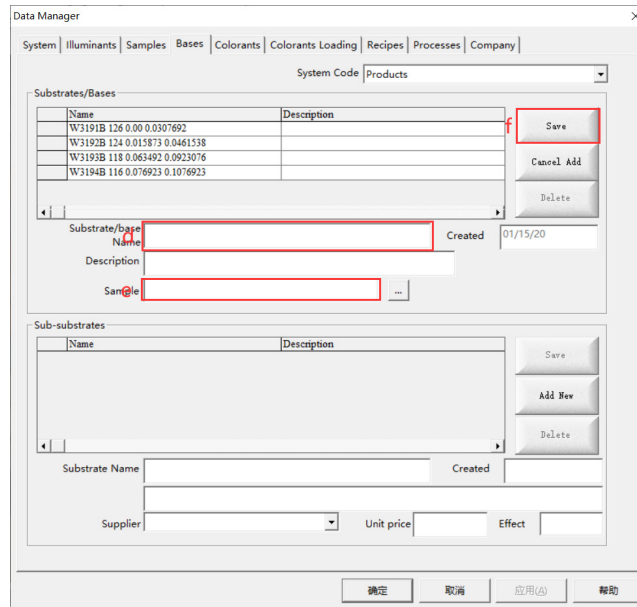 Data Manager
System Illuminants Samples Bases Colorants Colorants Loading Recipes Processes Company
System Code Products
Substrates/Bases
Name Description
W3191B 126 0.00 0.0307692
W3192B 124 0.015873 0.0461538
W3193B 118 0.063492 0.0923076
W3194B 116 0.076923 0.1076923
f Save
Cancel Add
Delete
Substrate/base Name d Created 01/15/20
Description
Sample e ...
Sub-substrates
Name Description
Save
Add New
Delete
Substrate Name Created
Supplier Unit price Effect
确定 取消 应用(A) 帮助